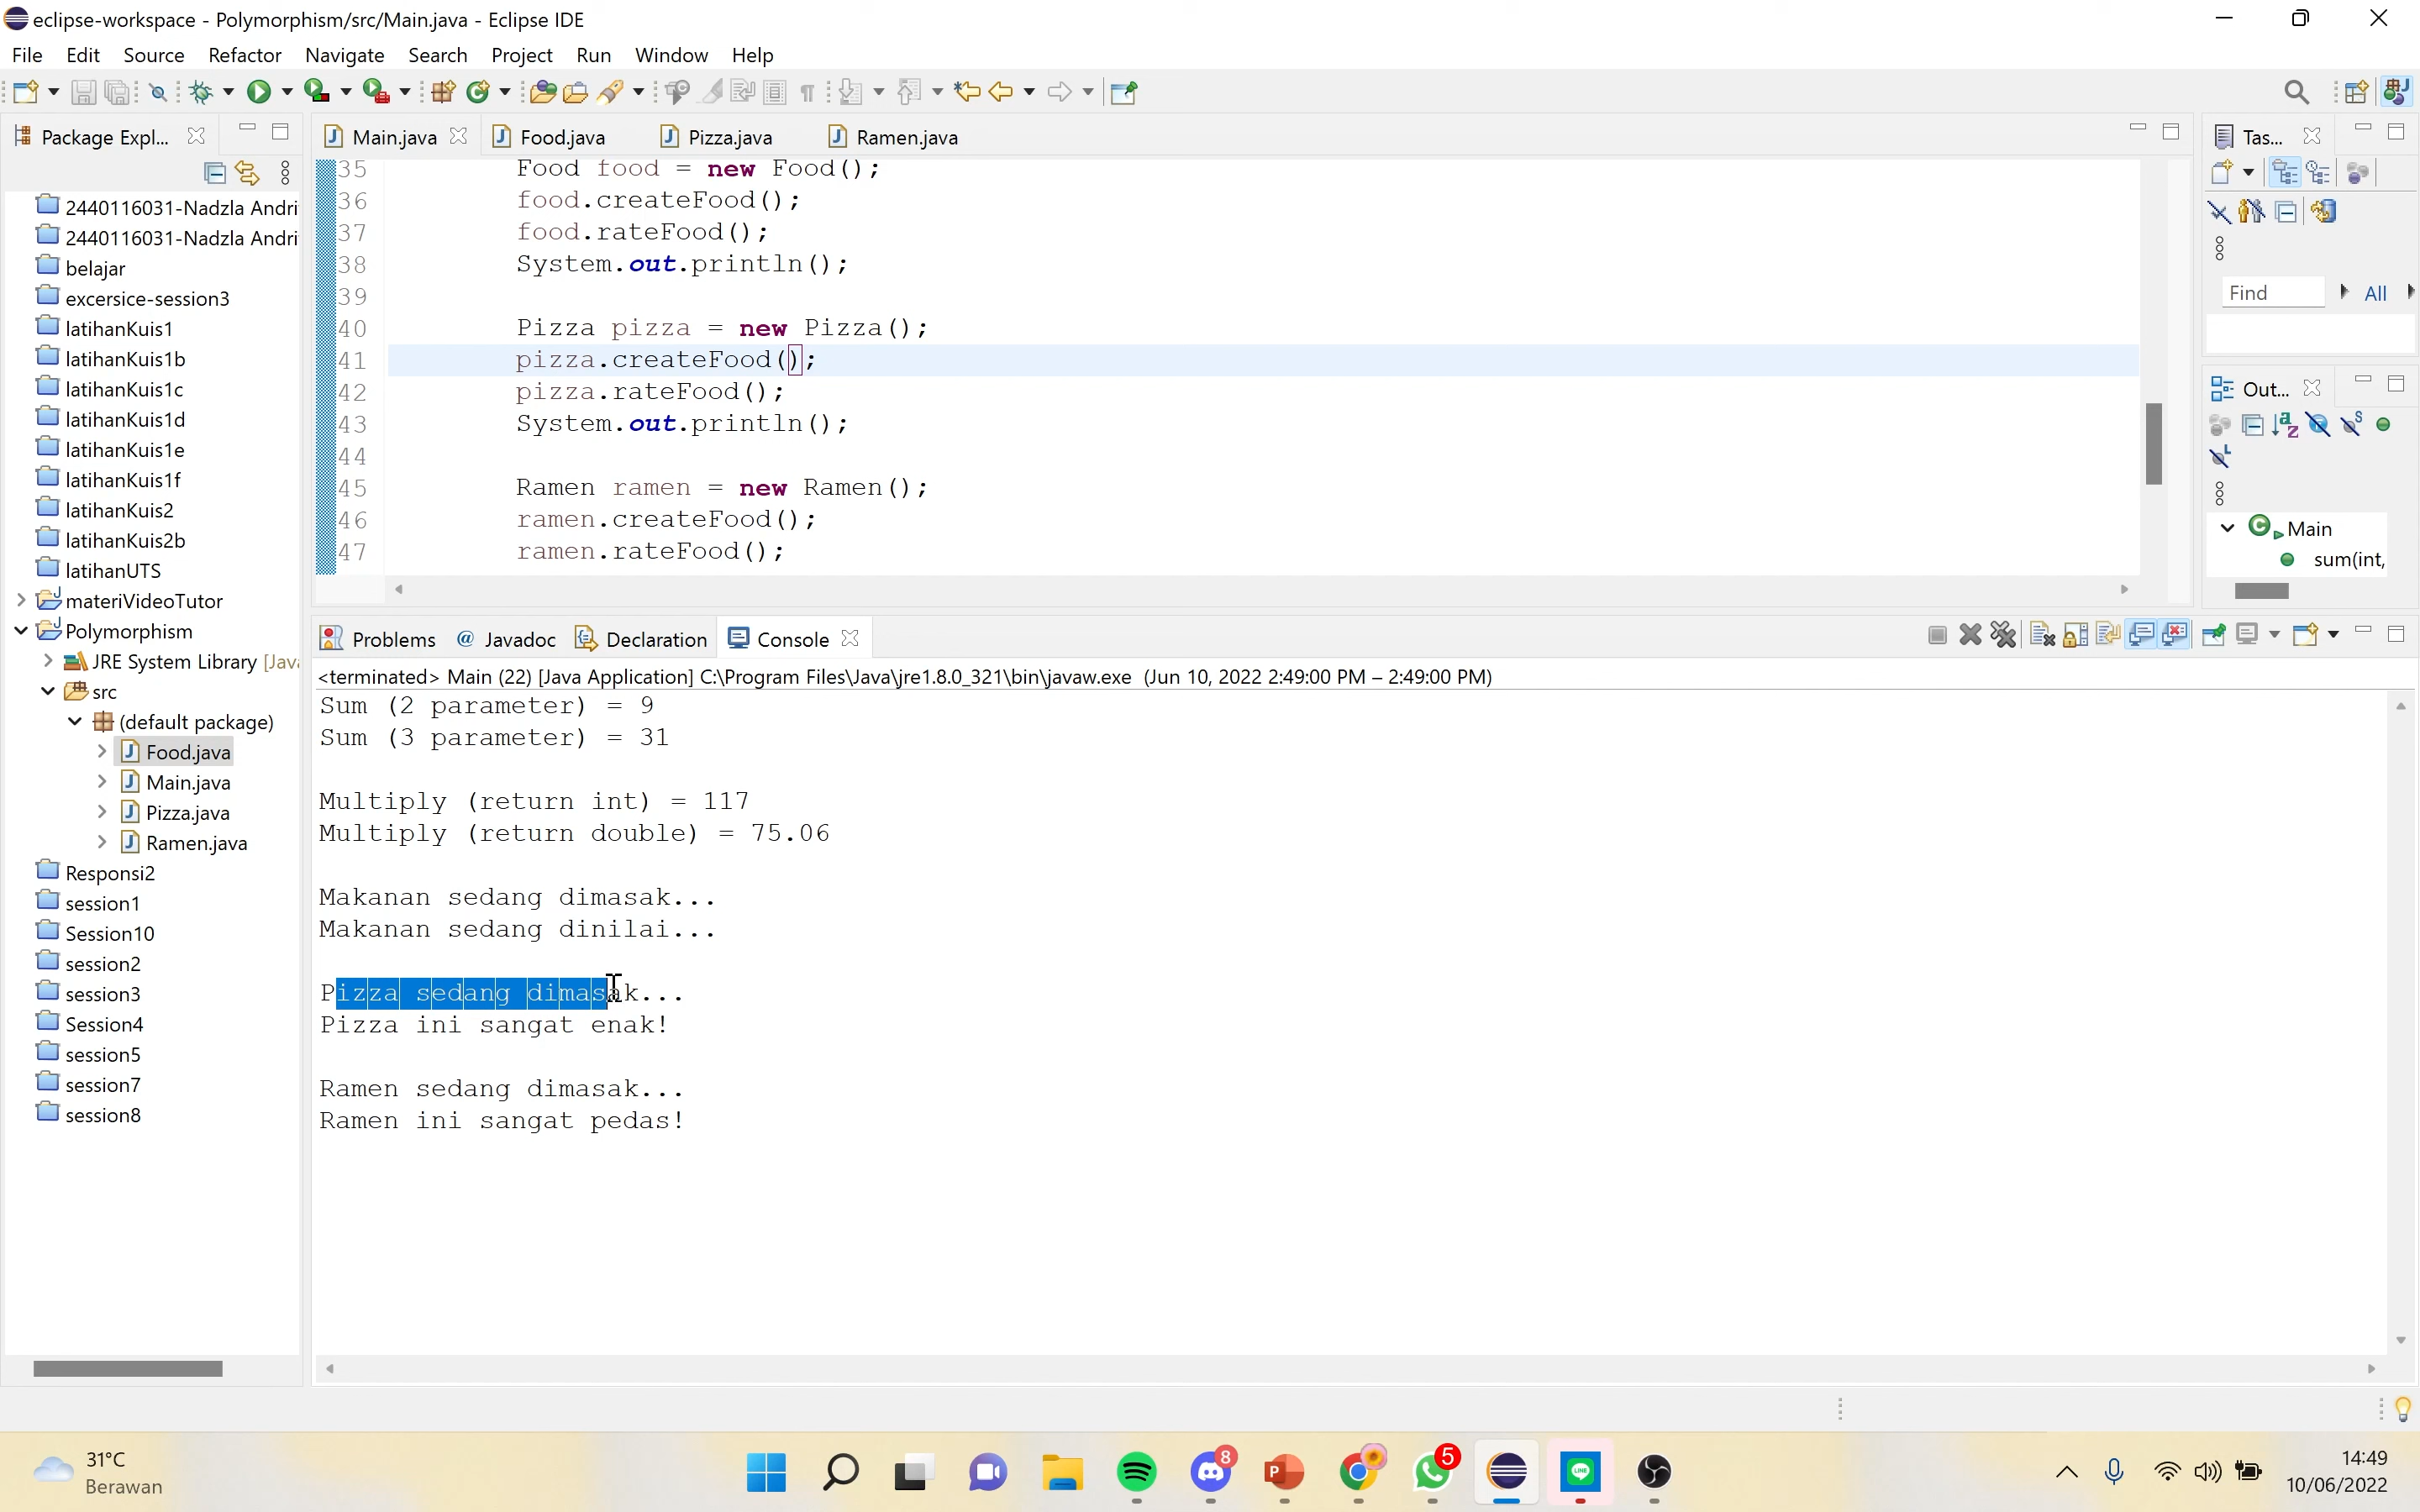 eclipse-workspace - Polymorphism/src/Main.java - Eclipse IDE
File Edit Source Refactor Navigate Search Project Run Window Help
Package Expl...
Main.java
Food.java
Pizza.java
Ramen.java
Tas...
2440116031-Nadzla Andri
2440116031-Nadzla Andri
belajar
excersice-session3
latihanKuis1
latihanKuis1b
latihanKuis1c
latihanKuis1d
latihanKuis1e
latihanKuis1f
latihanKuis2
latihanKuis2b
latihanUTS
materiVideoTutor
Polymorphism
JRE System Library [Java
src
(default package)
Food.java
Main.java
Pizza.java
Ramen.java
Responsi2
session1
Session10
session2
session3
Session4
session5
session7
session8
35 Food food = new Food();
36 food.createFood();
37 food.rateFood();
38 System.out.println();
39
40 Pizza pizza = new Pizza();
41 pizza.createFood();
42 pizza.rateFood();
43 System.out.println();
44
45 Ramen ramen = new Ramen();
46 ramen.createFood();
47 ramen.rateFood();
Find All
Out...
Main
sum(int,
Problems @ Javadoc Declaration Console
<terminated> Main (22) [Java Application] C:\Program Files\Java\jre1.8.0_321\bin\javaw.exe (Jun 10, 2022 2:49:00 PM – 2:49:00 PM)
Sum (2 parameter) = 9
Sum (3 parameter) = 31
Multiply (return int) = 117
Multiply (return double) = 75.06
Makanan sedang dimasak...
Makanan sedang dinilai...
Pizza sedang dimasak...
Pizza ini sangat enak!
Ramen sedang dimasak...
Ramen ini sangat pedas!
31°C
Berawan
8
P
5
LINE
14:49
10/06/2022